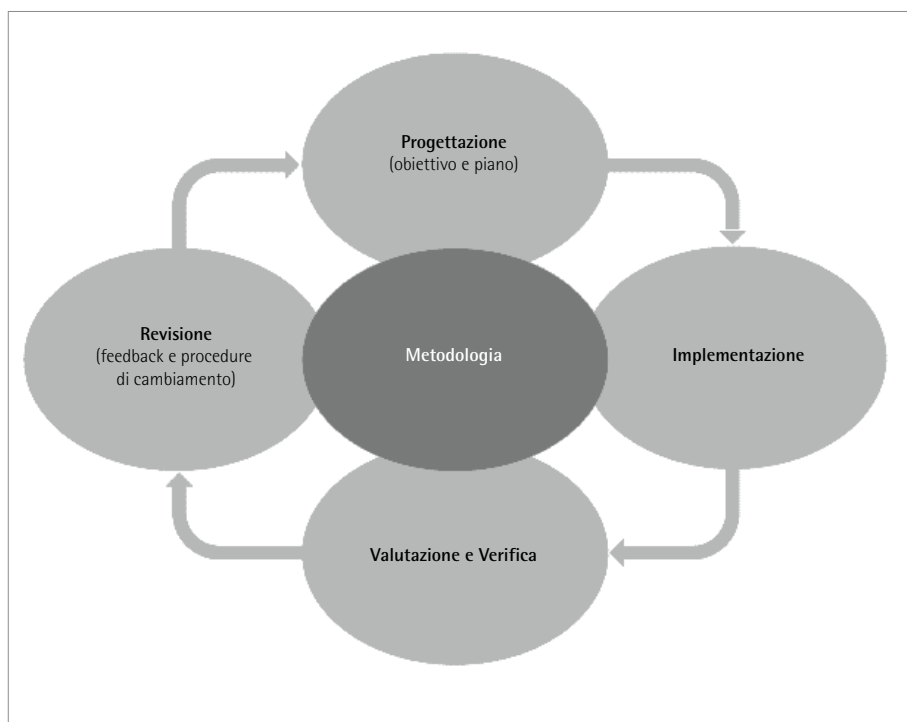 Progettazione
(obiettivo e piano)
Revisione
(feedback e procedure
di cambiamento)
Metodologia
Implementazione
Valutazione e Verifica